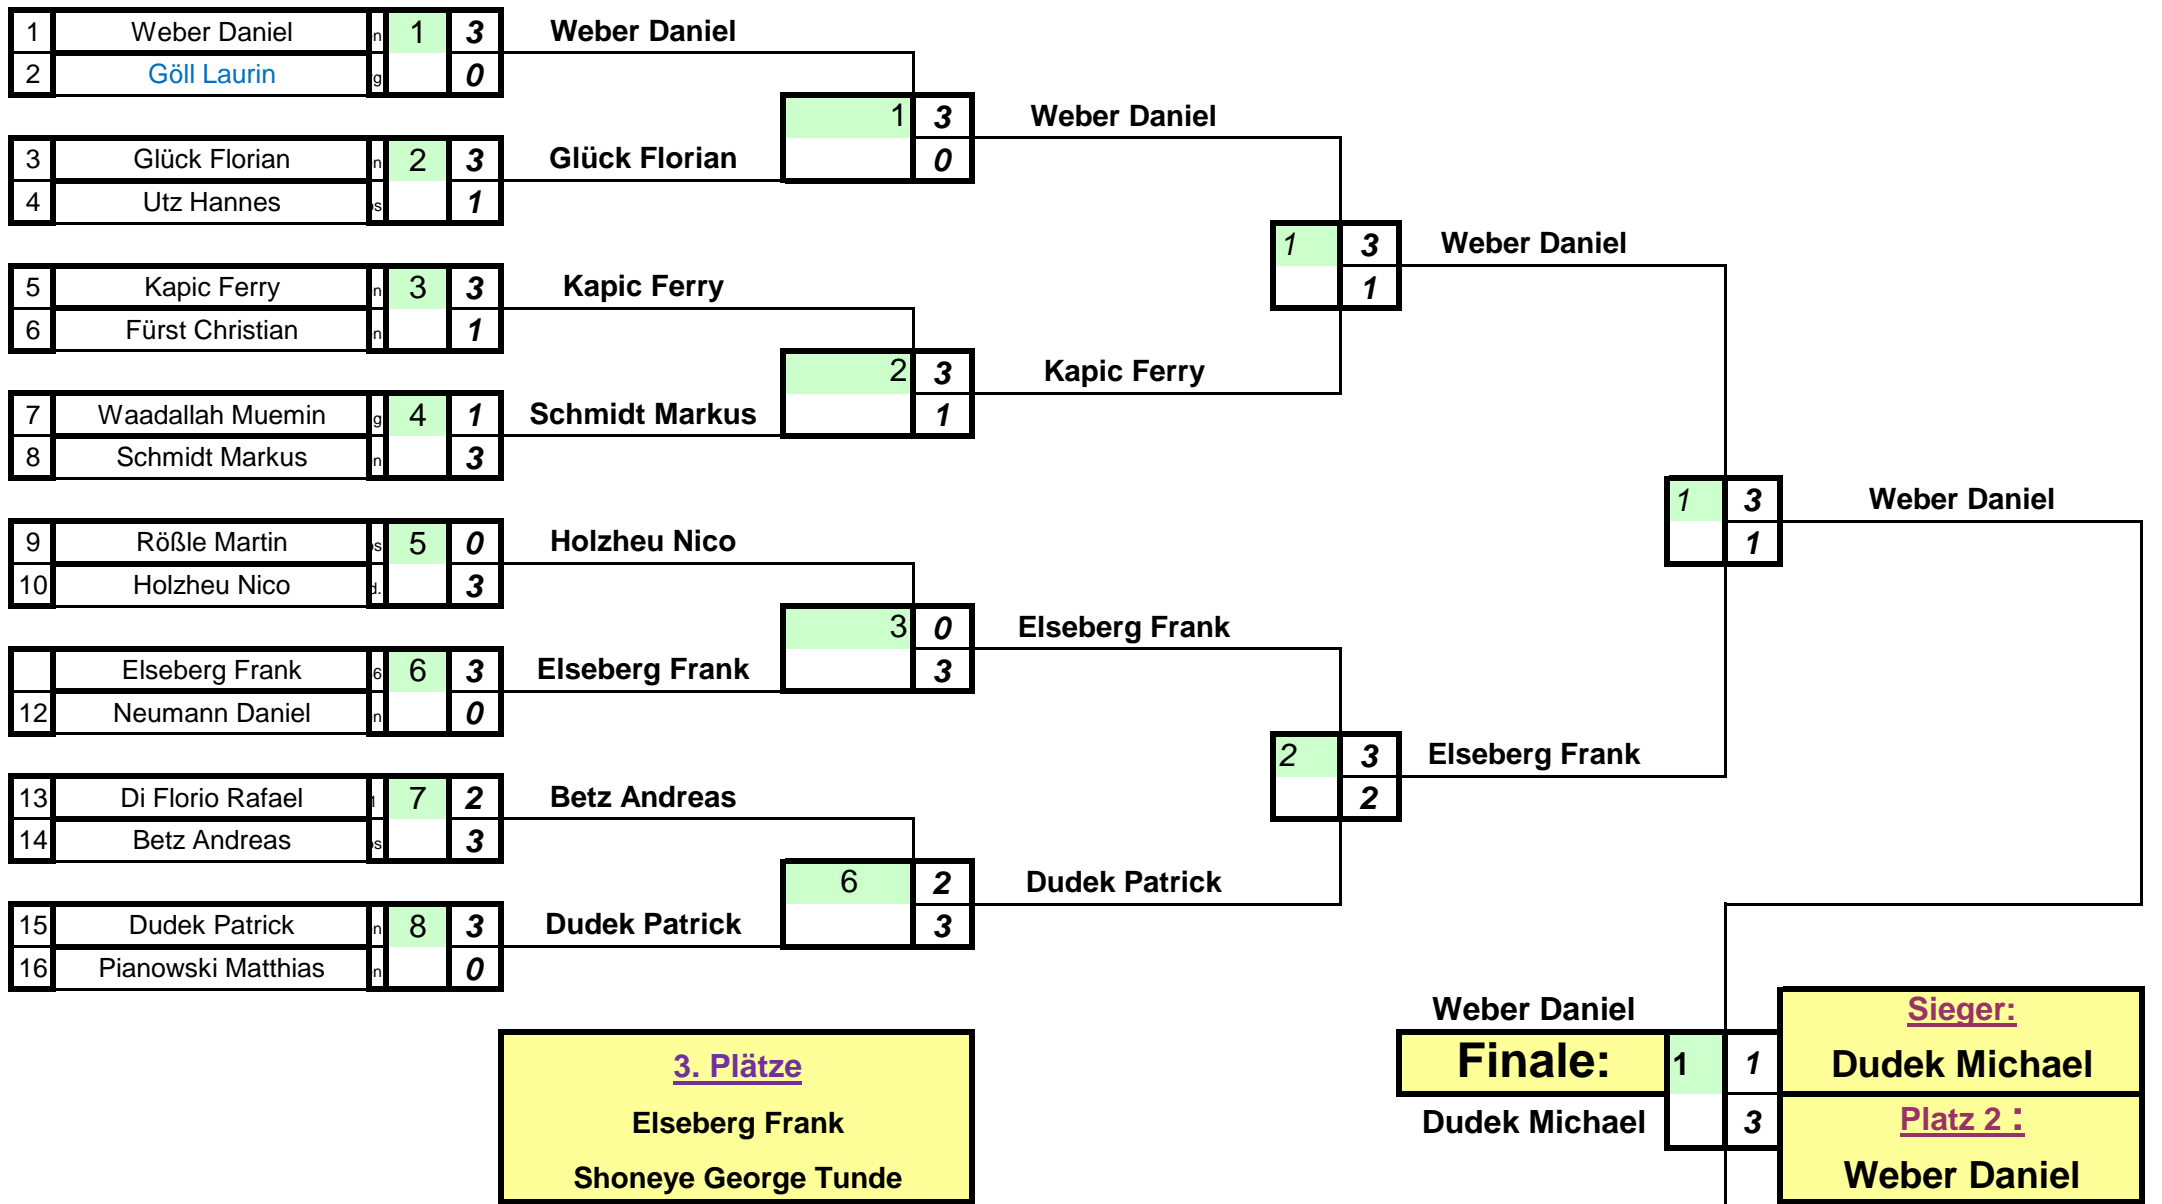 1 Weber Daniel n 1 3 Weber Daniel
2 Göll Laurin g 0
1 3 Weber Daniel
3 Glück Florian n 2 3 Glück Florian 0
4 Utz Hannes s 1
1 3 Weber Daniel
5 Kapic Ferry n 3 3 Kapic Ferry 1
6 Fürst Christian n 1
2 3 Kapic Ferry
7 Waadallah Muemin g 4 1 Schmidt Markus 1
8 Schmidt Markus n 3
1 3 Weber Daniel
9 Rößle Martin s 5 0 Holzheu Nico 1
10 Holzheu Nico d. 3
3 0 Elseberg Frank
Elseberg Frank 6 6 3 Elseberg Frank 3
12 Neumann Daniel n 0
2 3 Elseberg Frank
13 Di Florio Rafael 7 2 Betz Andreas 2
14 Betz Andreas s 3
6 2 Dudek Patrick
15 Dudek Patrick n 8 3 Dudek Patrick 3
16 Pianowski Matthias n 0
Weber Daniel Sieger:
3. Plätze Finale: 1 1 Dudek Michael
Elseberg Frank Dudek Michael 3 Platz 2 :
Shoneye George Tunde Weber Daniel